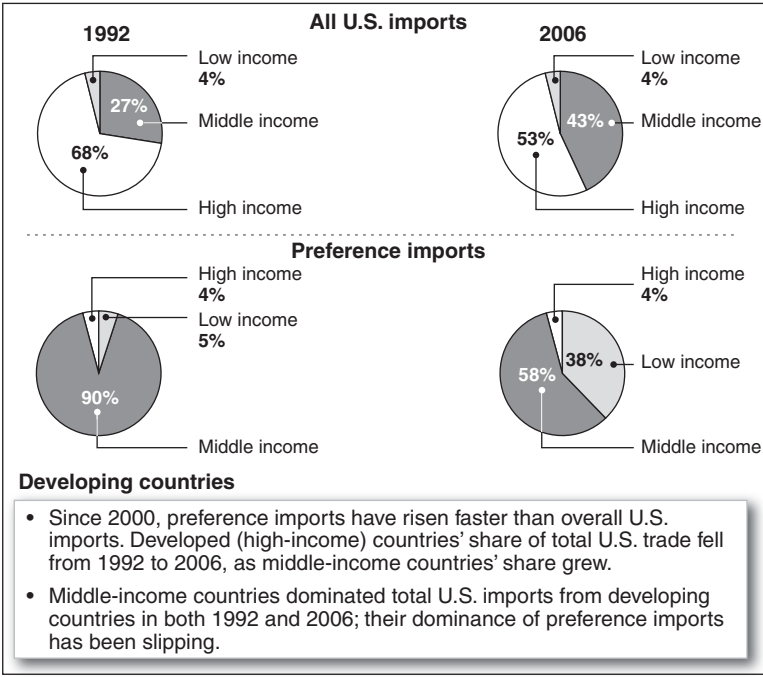 All U.S. imports
1992
Low income
4%
27%
Middle income
68%
High income
2006
Low income
4%
43%
Middle income
53%
High income
Preference imports
High income
4%
Low income
5%
90%
Middle income
High income
4%
38%
Low income
58%
Middle income
Developing countries
• Since 2000, preference imports have risen faster than overall U.S.
imports. Developed (high-income) countries' share of total U.S. trade fell
from 1992 to 2006, as middle-income countries' share grew.
• Middle-income countries dominated total U.S. imports from developing
countries in both 1992 and 2006; their dominance of preference imports
has been slipping.